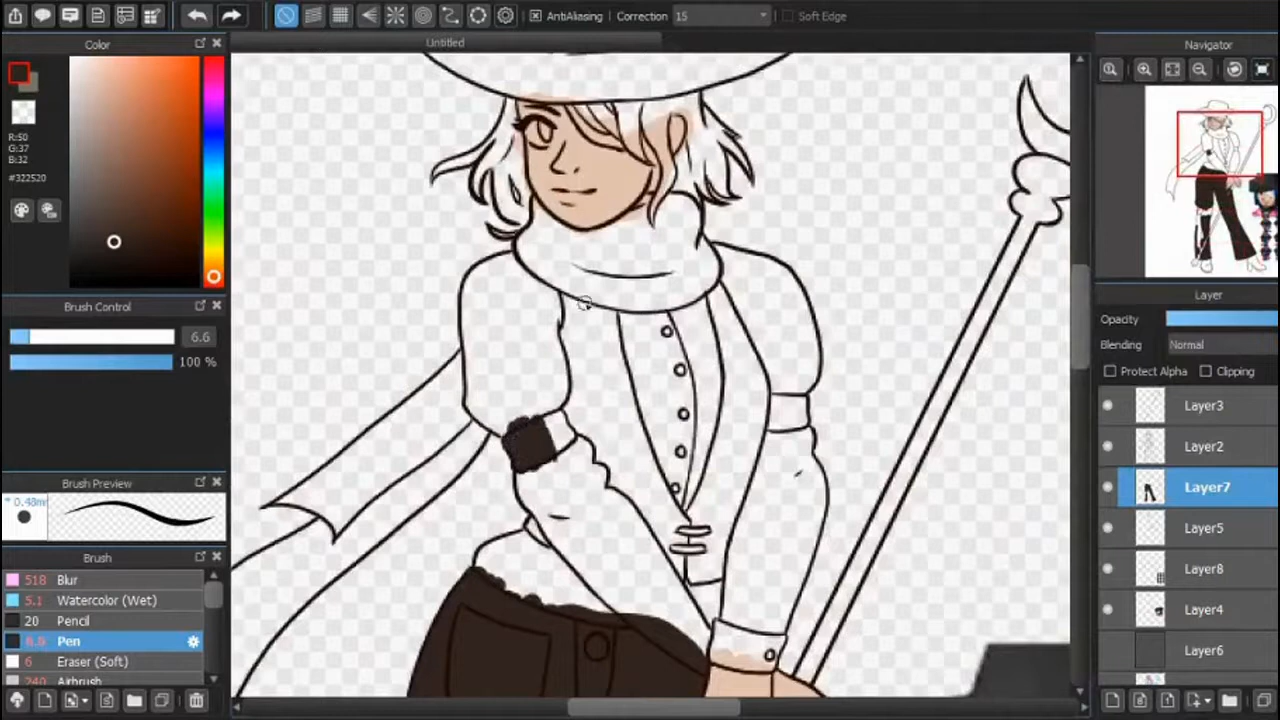 AntiAliasing Correction 15 Soft Edge
Color
Untitled
Navigator
R:50
G:37
B:32
#322520
Brush Control
6.6
100 %
Brush Preview
* 0.48m
Brush
518 Blur
5.1 Watercolor (Wet)
20 Pencil
6.6 Pen
6 Eraser (Soft)
240 Airbrush
Layer
Opacity
Blending Normal
Protect Alpha Clipping
Layer3
Layer2
Layer7
Layer5
Layer8
Layer4
Layer6